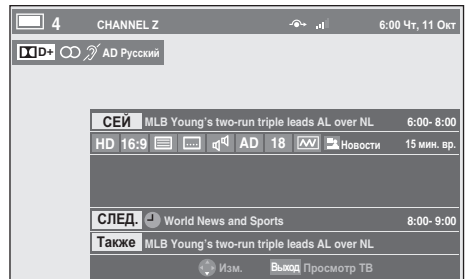 4 CHANNEL Z 6:00 Чт, 11 Окт
DD+ AD Русский
СЕЙ MLB Young's two-run triple leads AL over NL 6:00- 8:00
HD 16:9 AD 18 Новости 15 мин. вр.
СЛЕД. World News and Sports 8:00- 9:00
Также MLB Young's two-run triple leads AL over NL
Изм. Выход Просмотр ТВ